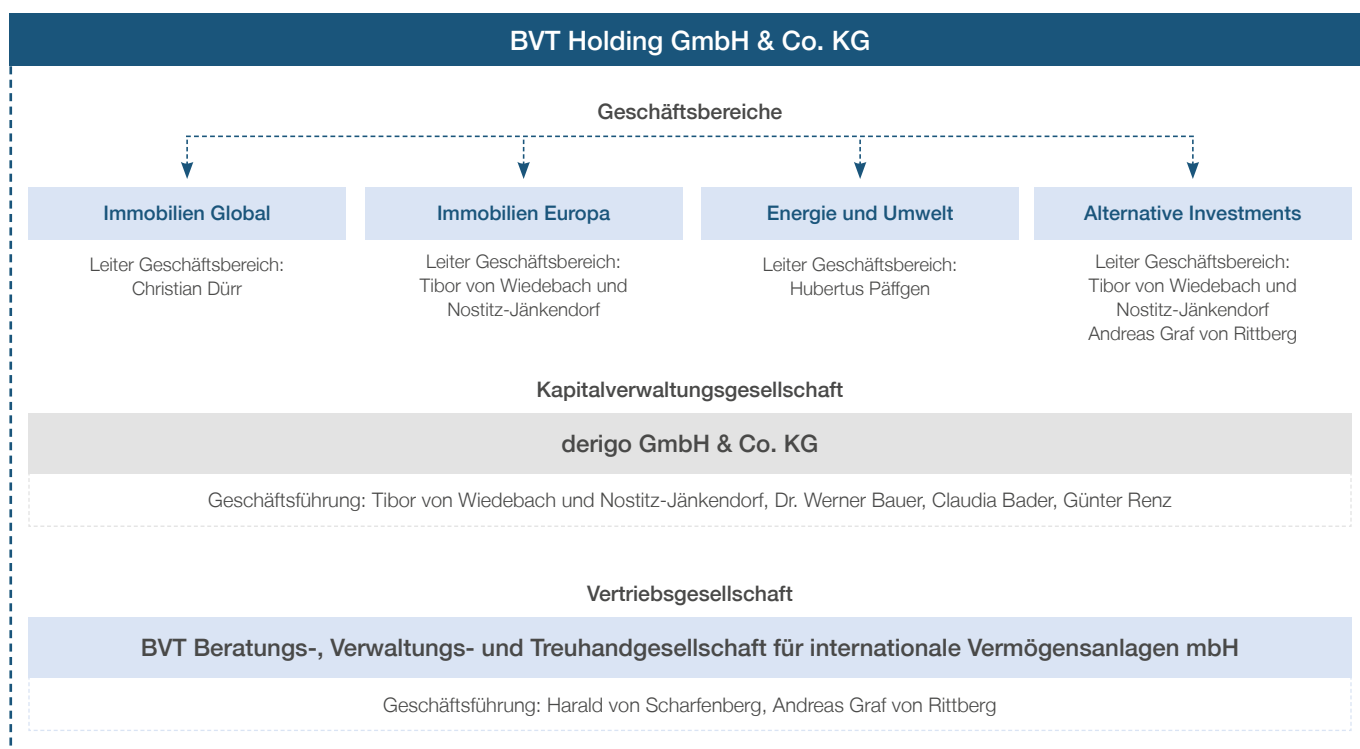 BVT Holding GmbH & Co. KG
Geschäftsbereiche
Immobilien Global
Leiter Geschäftsbereich:
Christian Dürr
Immobilien Europa
Leiter Geschäftsbereich:
Tibor von Wiedebach und
Nostitz-Jänkendorf
Energie und Umwelt
Leiter Geschäftsbereich:
Hubertus Päffgen
Alternative Investments
Leiter Geschäftsbereich:
Tibor von Wiedebach und
Nostitz-Jänkendorf
Andreas Graf von Rittberg
Kapitalverwaltungsgesellschaft
derigo GmbH & Co. KG
Geschäftsführung: Tibor von Wiedebach und Nostitz-Jänkendorf, Dr. Werner Bauer, Claudia Bader, Günter Renz
Vertriebsgesellschaft
BVT Beratungs-, Verwaltungs- und Treuhandgesellschaft für internationale Vermögensanlagen mbH
Geschäftsführung: Harald von Scharfenberg, Andreas Graf von Rittberg